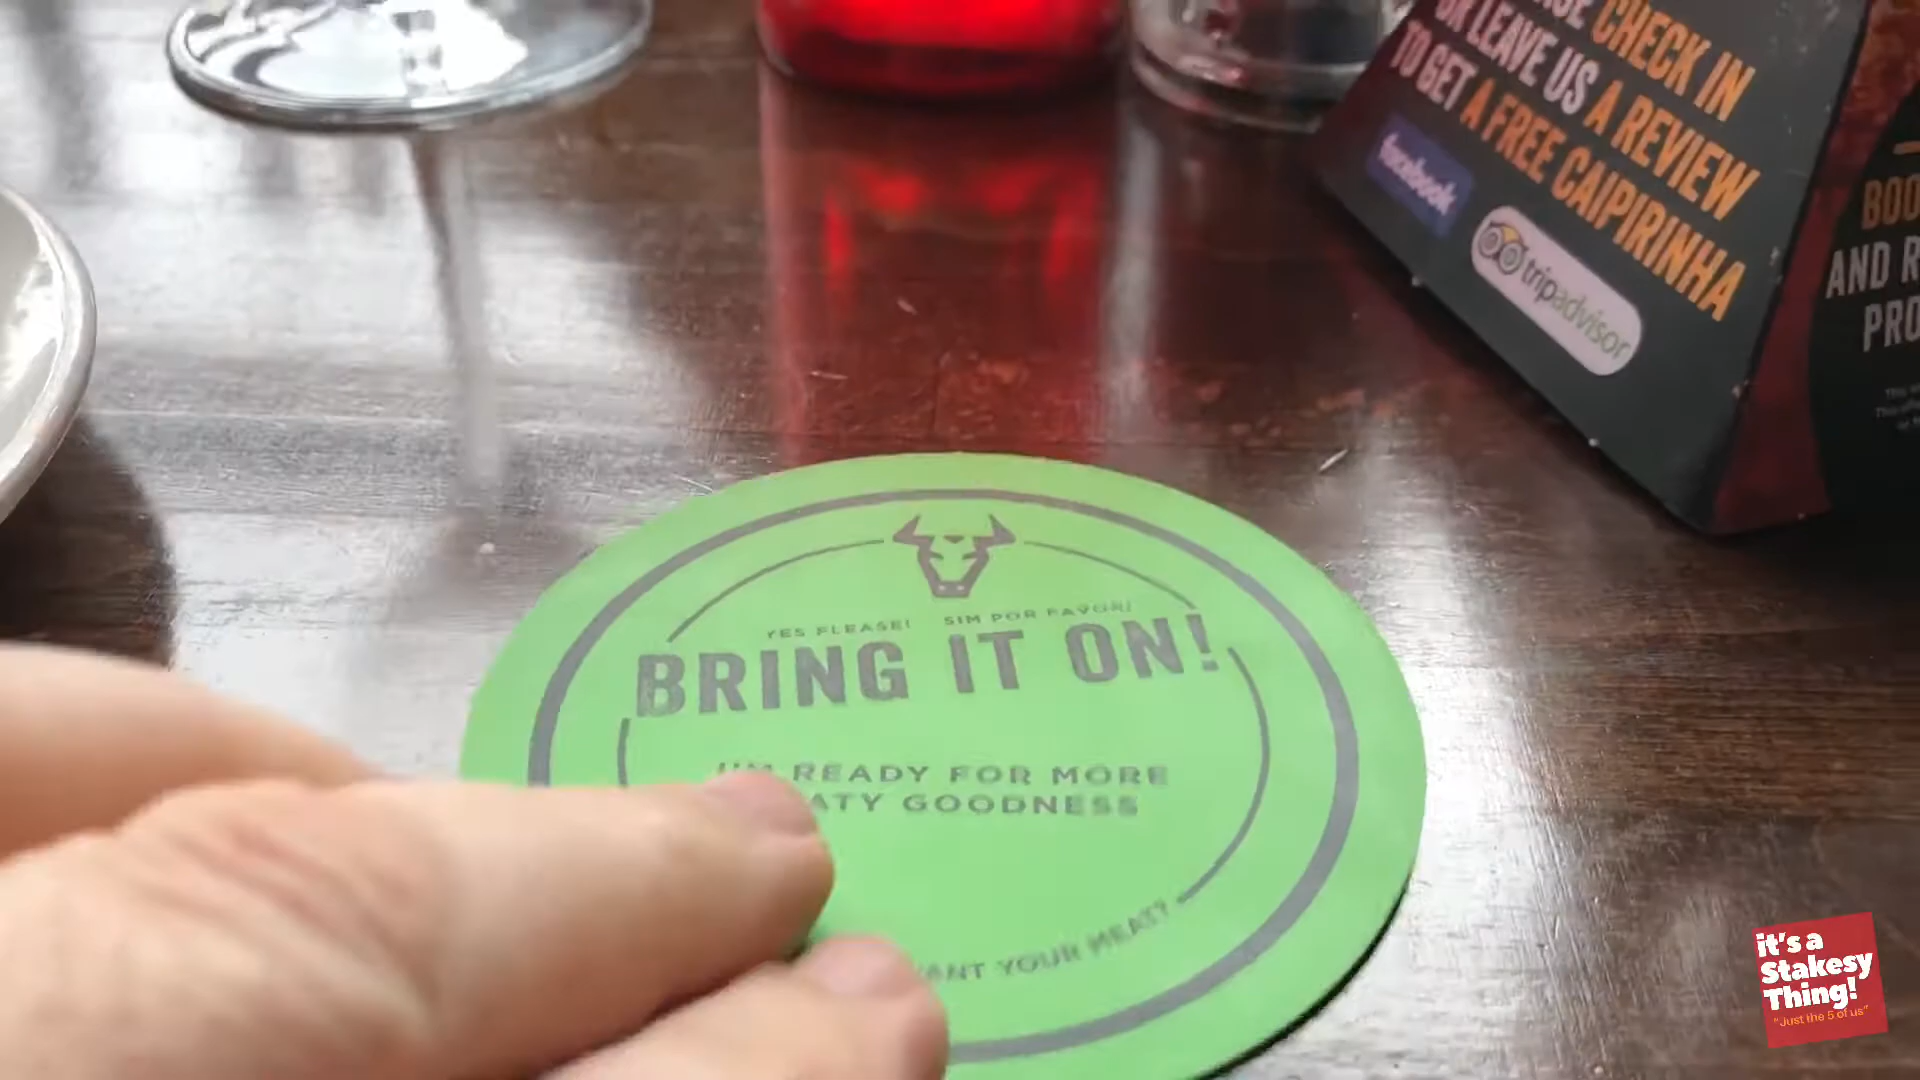 CHECK IN
OR LEAVE US A REVIEW
TO GET A FREE CAIPIRINHA
facebook
tripadvisor
AND
YES PLEASE! SIM POR FAVOR!
BRING IT ON!
I'M READY FOR MORE
GOODNESS
YOUR MEAT?
it's a
Stakesy
Thing!
"Just the 5 of us"